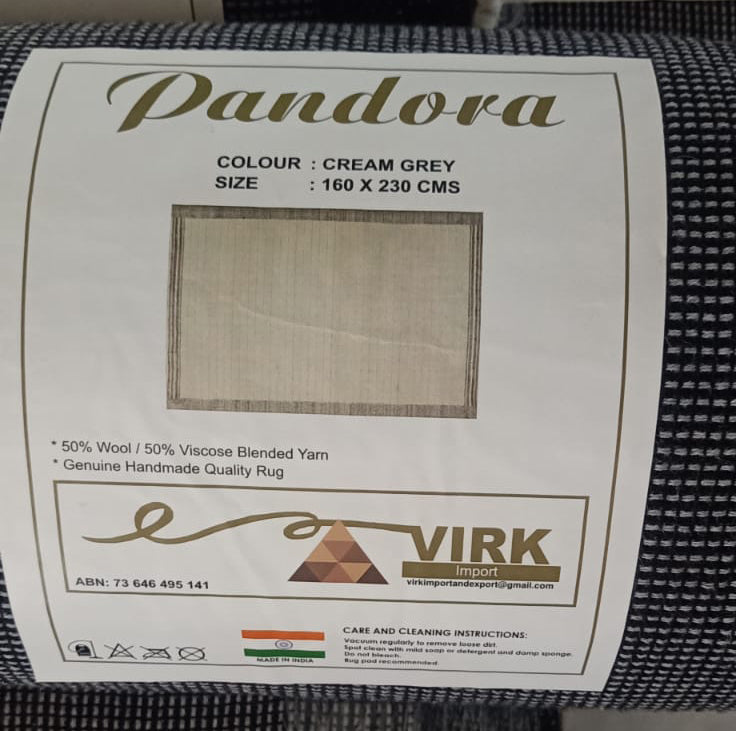 Pandora
COLOUR : CREAM GREY
SIZE : 160 X 230 CMS
* 50% Wool / 50% Viscose Blended Yarn
* Genuine Handmade Quality Rug
VIRK
Import
virkimportandexport@gmail.com
ABN: 73 646 495 141
MADE IN INDIA
CARE AND CLEANING INSTRUCTIONS:
Vacuum regularly to remove loose dirt.
Spot clean with mild soap or detergent and damp sponge.
Do not bleach.
Rug pad recommended